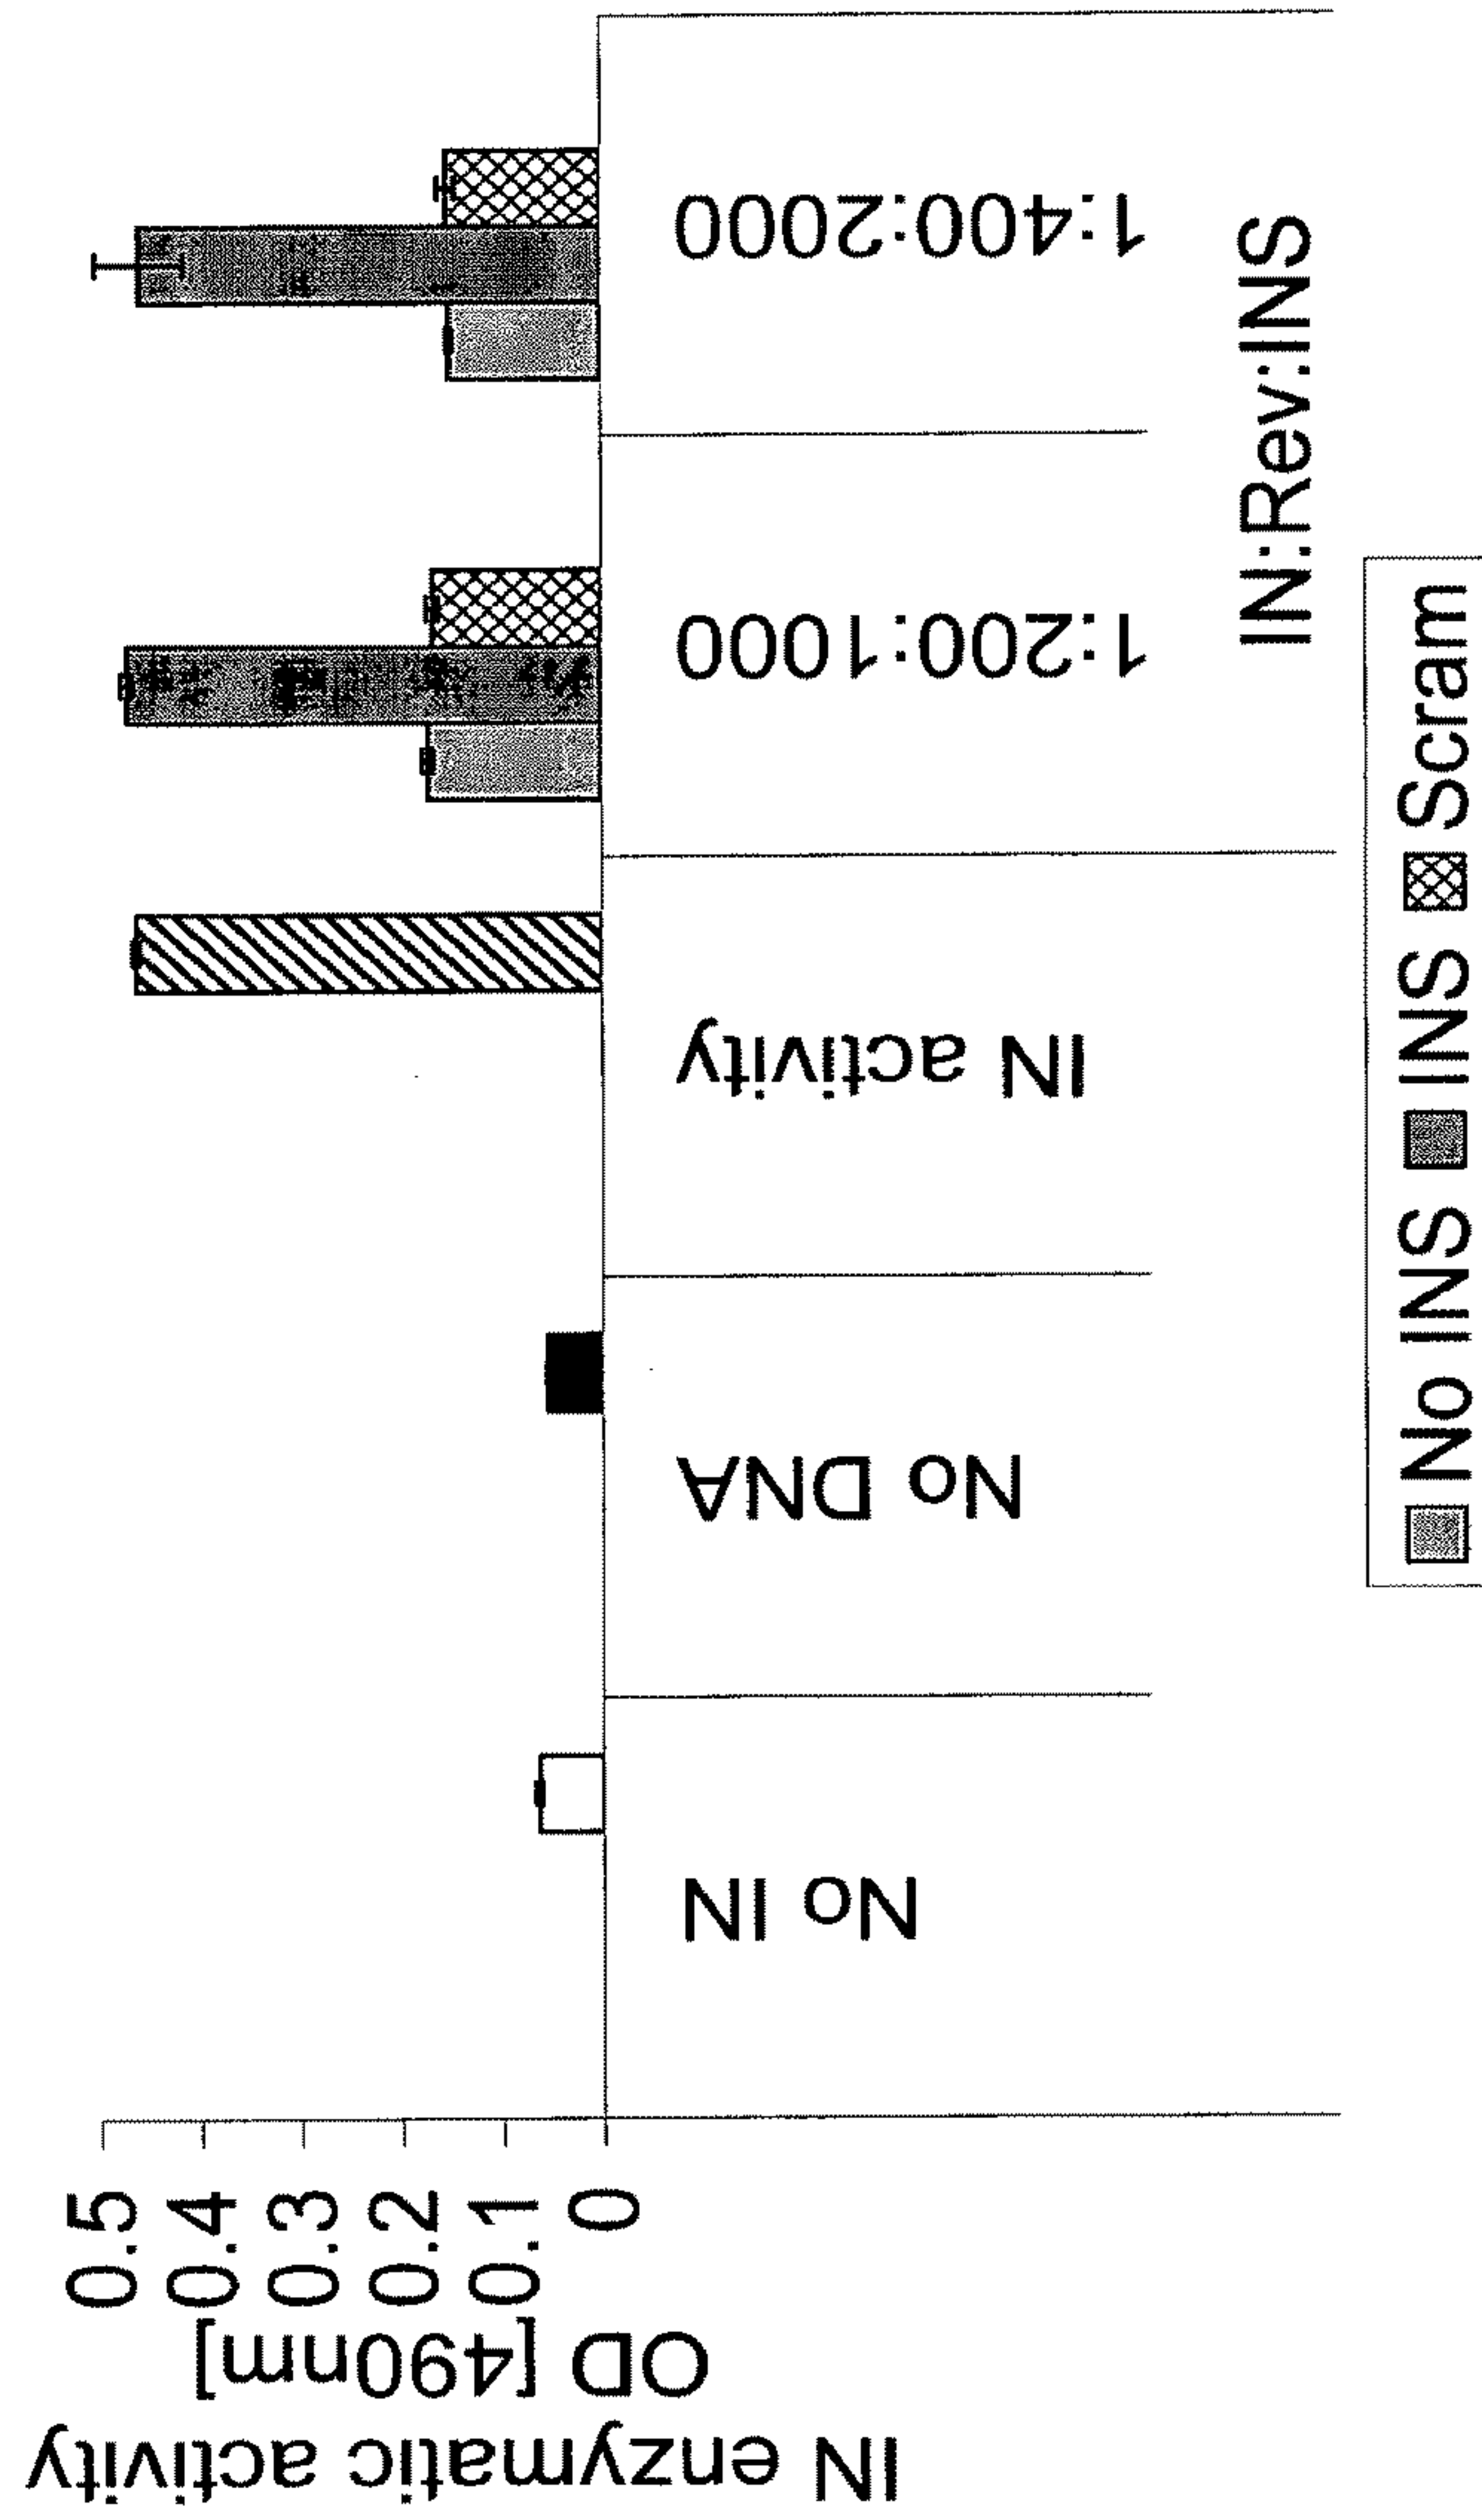 IN enzymatic activity
OD [490nm]
0.5
0.4
0.3
0.2
0.1
0
No IN
No DNA
IN activity
1:200:1000
1:400:2000
IN:Rev:INS
No INS INS Scram